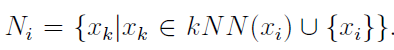 N_i = {x_k|x_k ∈ kNN(x_i) ∪ {x_i}}.